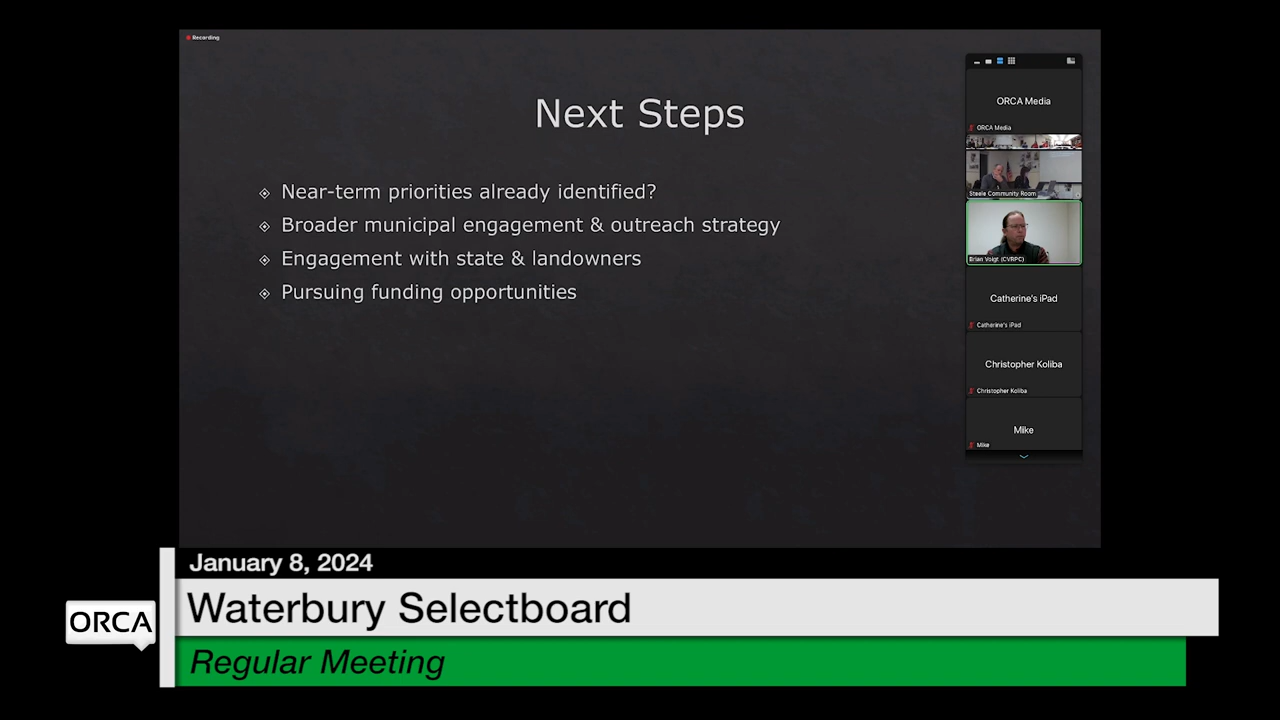 Recording
Next Steps
Near-term priorities already identified?
Broader municipal engagement & outreach strategy
Engagement with state & landowners
Pursuing funding opportunities
ORCA Media
ORCA Media
Steele Community Room
Brian Voigt (CVRPC)
Catherine's iPad
Catherine's iPad
Christopher Koliba
Christopher Koliba
Mike
Mike
January 8, 2024
ORCA
Waterbury Selectboard
Regular Meeting